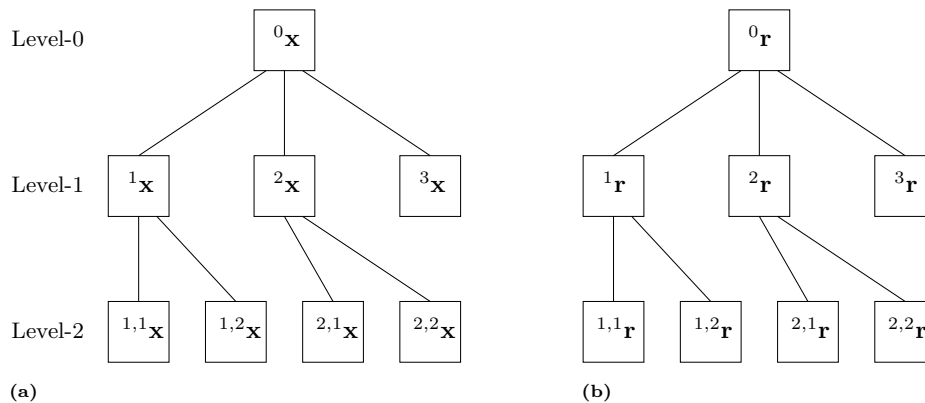 Level-0 ⁰x ⁰r
Level-1 ¹x ²x ³x ¹r ²r ³r
Level-2 ¹,¹x ¹,²x ²,¹x ²,²x ¹,¹r ¹,²r ²,¹r ²,²r
(a) (b)